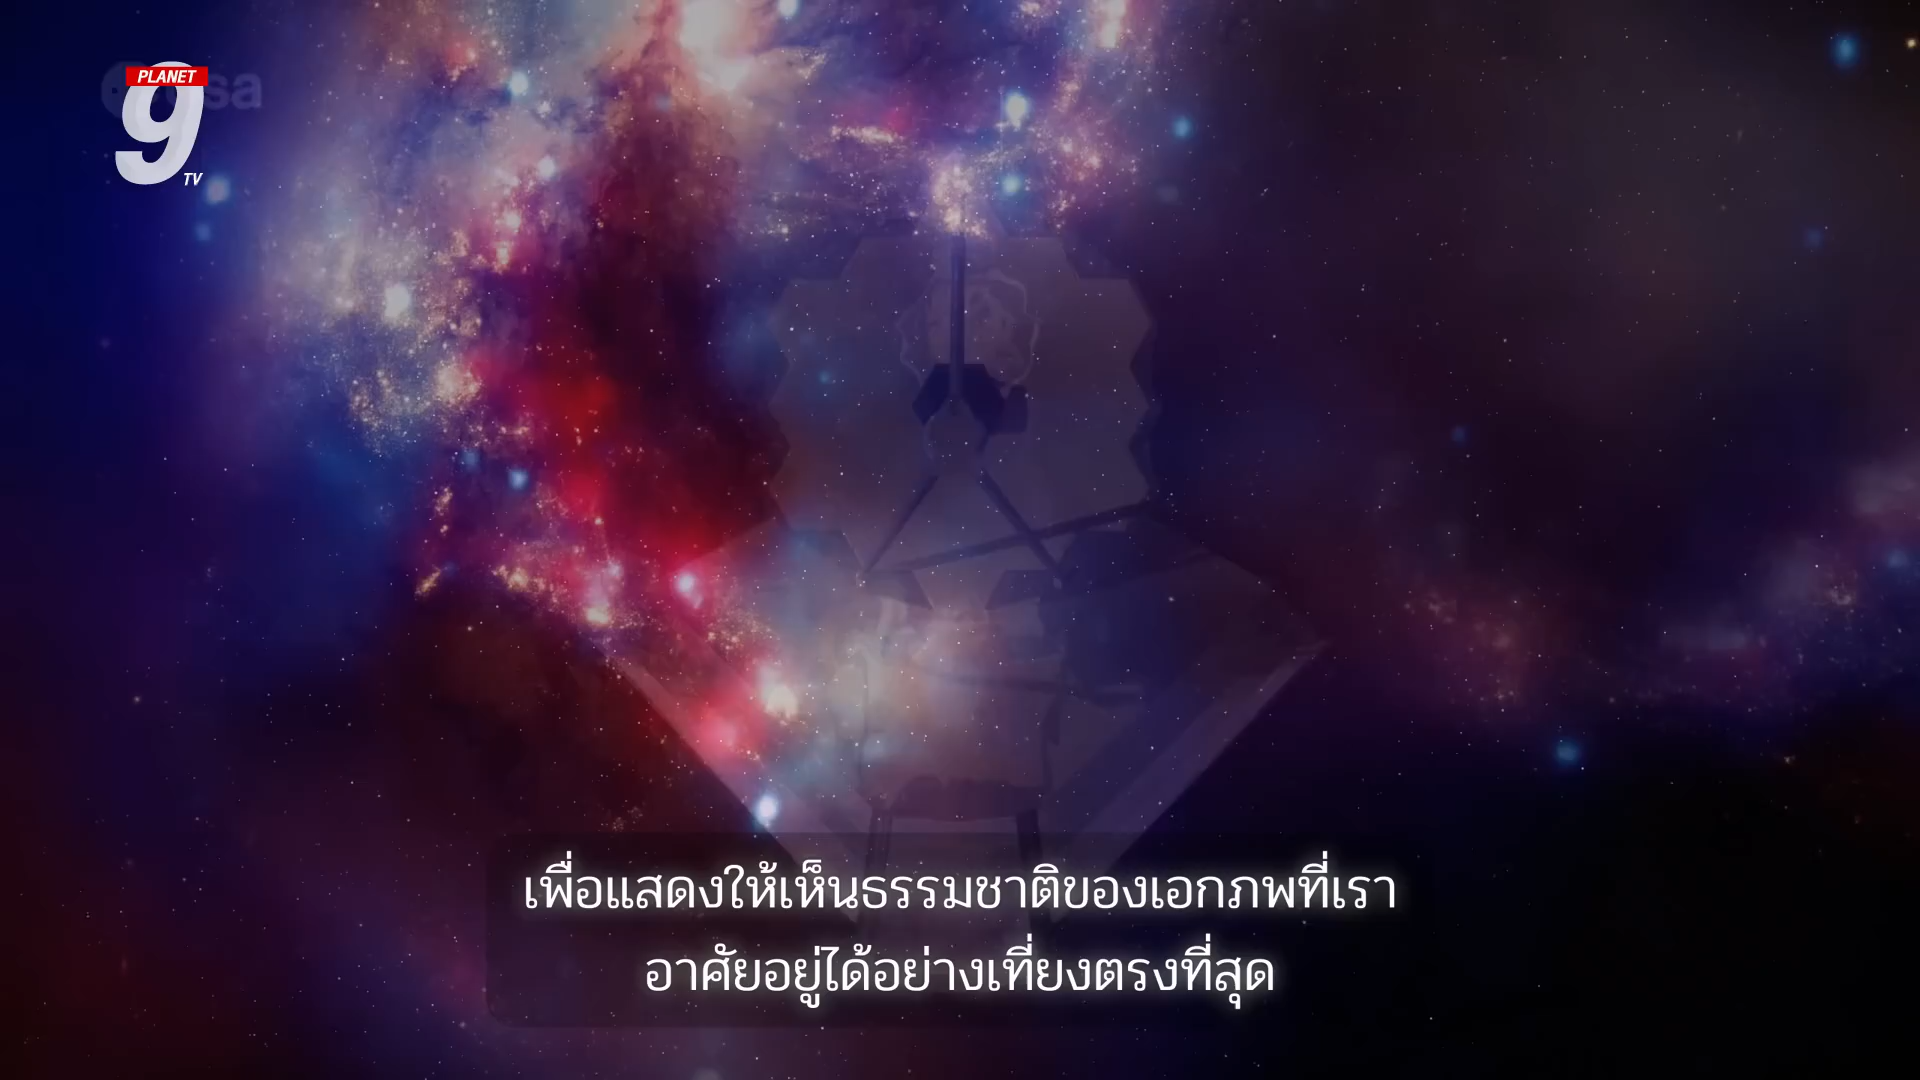 PLANET
9
TV
sa
เพื่อแสดงให้เห็นธรรมชาติของเอกภพที่เรา
อาศัยอยู่ได้อย่างเที่ยงตรงที่สุด